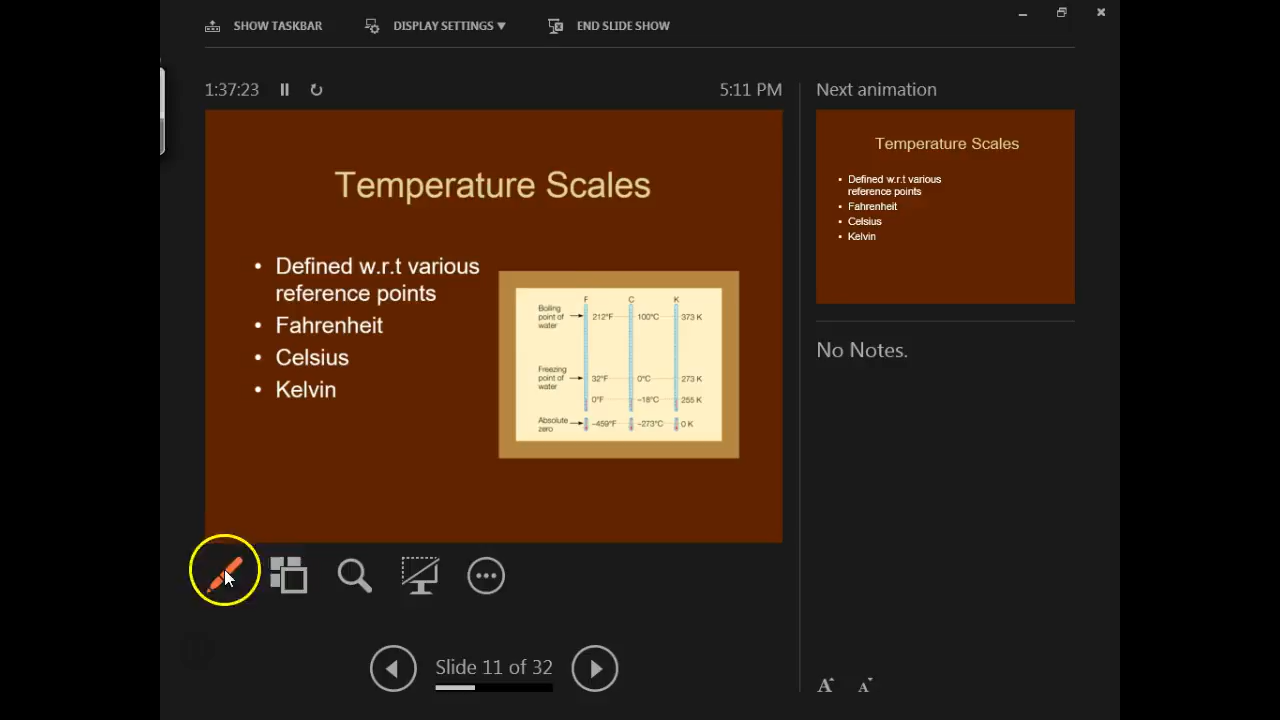 SHOW TASKBAR
DISPLAY SETTINGS ▼
END SLIDE SHOW
1:37:23
5:11 PM
Temperature Scales
• Defined w.r.t various
reference points
• Fahrenheit
• Celsius
• Kelvin
F
C
K
Boiling
point of
water
212°F
100°C
373 K
Freezing
point of
water
32°F
0°C
273 K
0°F
-18°C
255 K
Absolute
zero
-459°F
-273°C
0 K
Next animation
Temperature Scales
• Defined w.r.t various
reference points
• Fahrenheit
• Celsius
• Kelvin
No Notes.
Slide 11 of 32
A
A